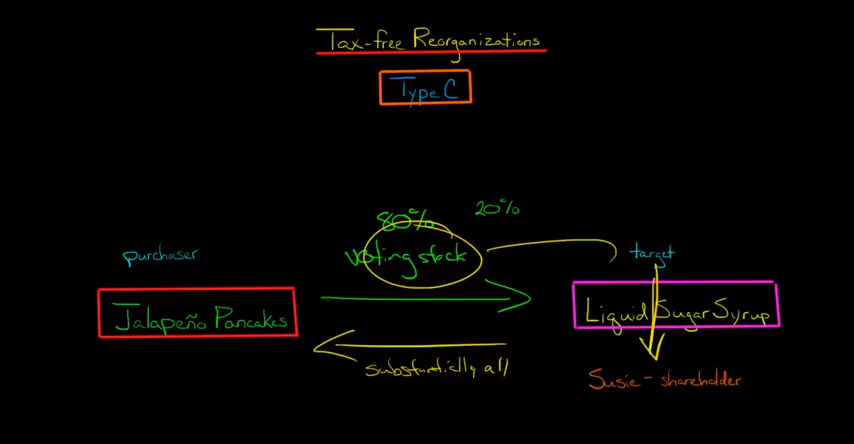 Tax-free Reorganizations
Type C
80%
20%
voting stock
purchaser
target
Jalapeño Pancakes
Liquid Sugar Syrup
substantially all
Susie - shareholder